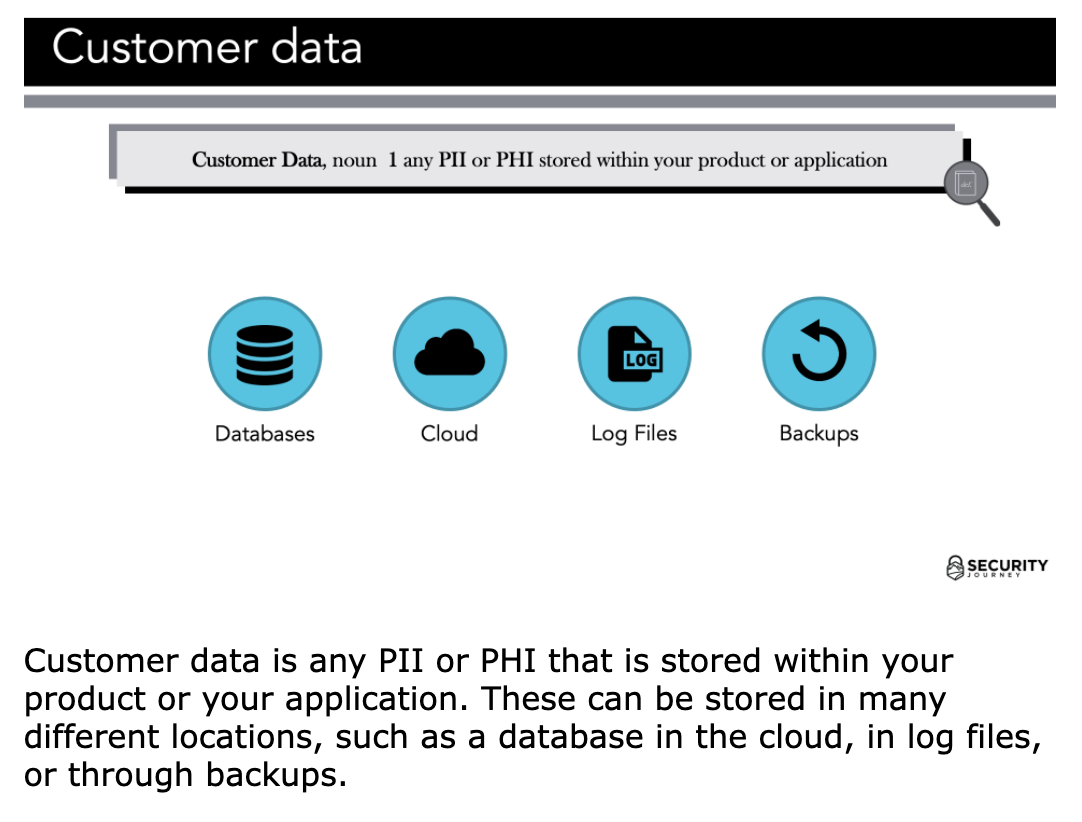 Customer data
Customer Data, noun 1 any PII or PHI stored within your product or application
Databases
Cloud
LOG
Log Files
Backups
SECURITY
JOURNEY
Customer data is any PII or PHI that is stored within your
product or your application. These can be stored in many
different locations, such as a database in the cloud, in log files,
or through backups.